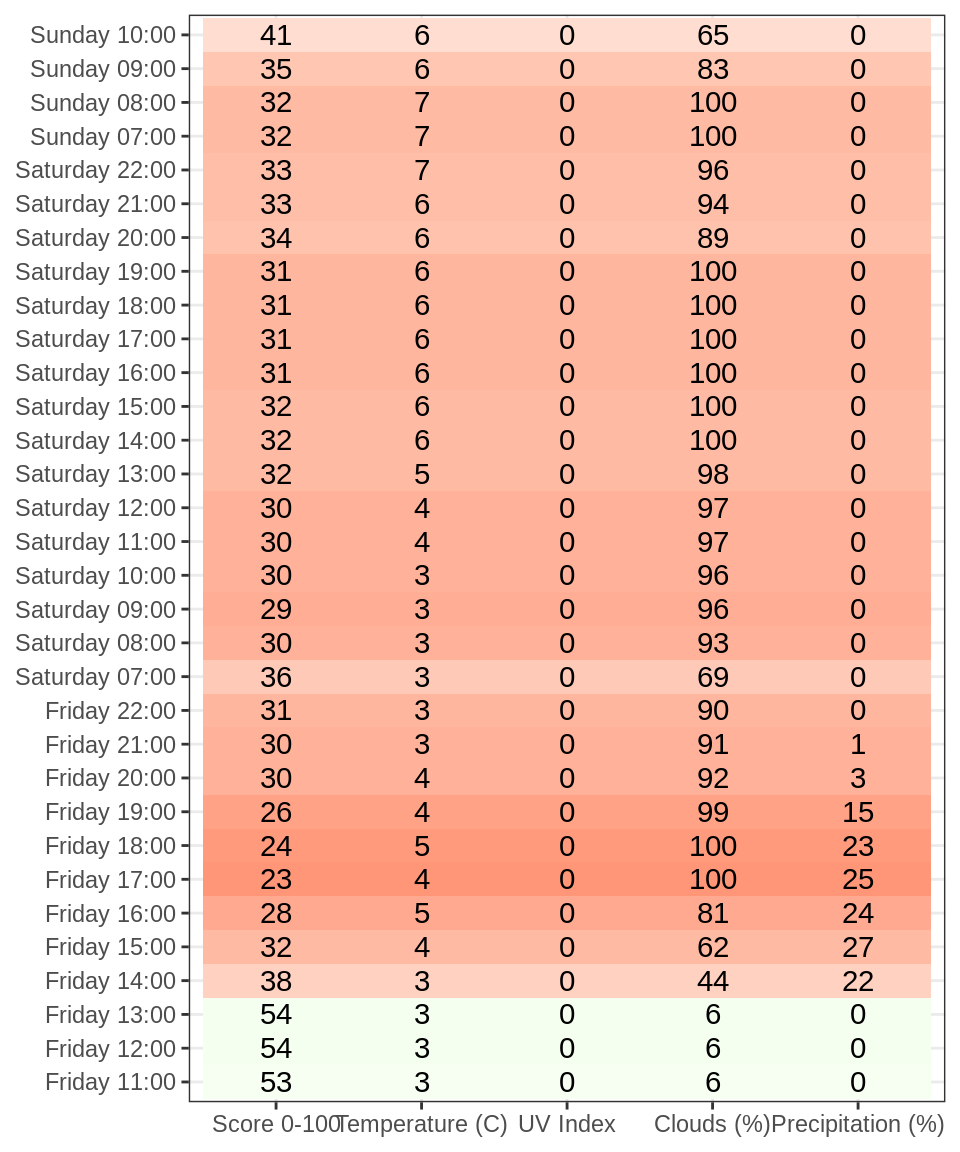 Sunday 10:00 41 6 0 65 0
Sunday 09:00 35 6 0 83 0
Sunday 08:00 32 7 0 100 0
Sunday 07:00 32 7 0 100 0
Saturday 22:00 33 7 0 96 0
Saturday 21:00 33 6 0 94 0
Saturday 20:00 34 6 0 89 0
Saturday 19:00 31 6 0 100 0
Saturday 18:00 31 6 0 100 0
Saturday 17:00 31 6 0 100 0
Saturday 16:00 31 6 0 100 0
Saturday 15:00 32 6 0 100 0
Saturday 14:00 32 6 0 100 0
Saturday 13:00 32 5 0 98 0
Saturday 12:00 30 4 0 97 0
Saturday 11:00 30 4 0 97 0
Saturday 10:00 30 3 0 96 0
Saturday 09:00 29 3 0 96 0
Saturday 08:00 30 3 0 93 0
Saturday 07:00 36 3 0 69 0
Friday 22:00 31 3 0 90 0
Friday 21:00 30 3 0 91 1
Friday 20:00 30 4 0 92 3
Friday 19:00 26 4 0 99 15
Friday 18:00 24 5 0 100 23
Friday 17:00 23 4 0 100 25
Friday 16:00 28 5 0 81 24
Friday 15:00 32 4 0 62 27
Friday 14:00 38 3 0 44 22
Friday 13:00 54 3 0 6 0
Friday 12:00 54 3 0 6 0
Friday 11:00 53 3 0 6 0
Score 0-100 Temperature (C) UV Index Clouds (%) Precipitation (%)